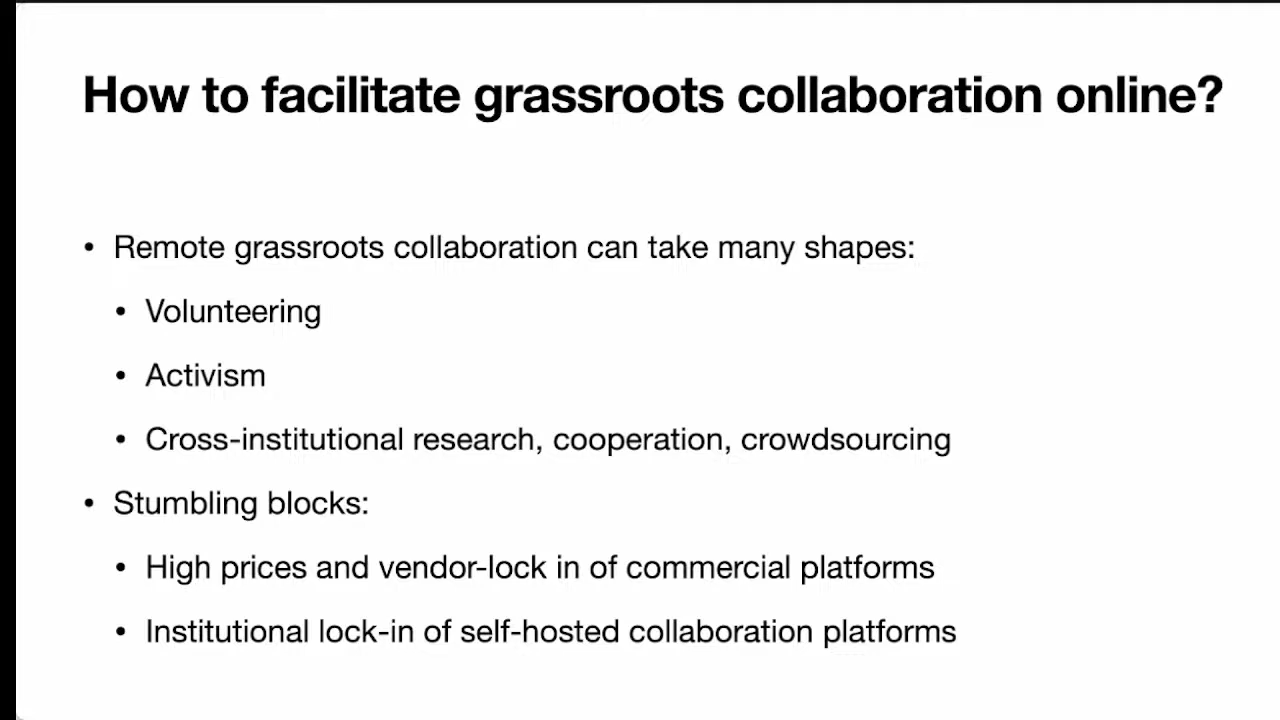 How to facilitate grassroots collaboration online?
• Remote grassroots collaboration can take many shapes:
• Volunteering
• Activism
• Cross-institutional research, cooperation, crowdsourcing
• Stumbling blocks:
• High prices and vendor-lock in of commercial platforms
• Institutional lock-in of self-hosted collaboration platforms